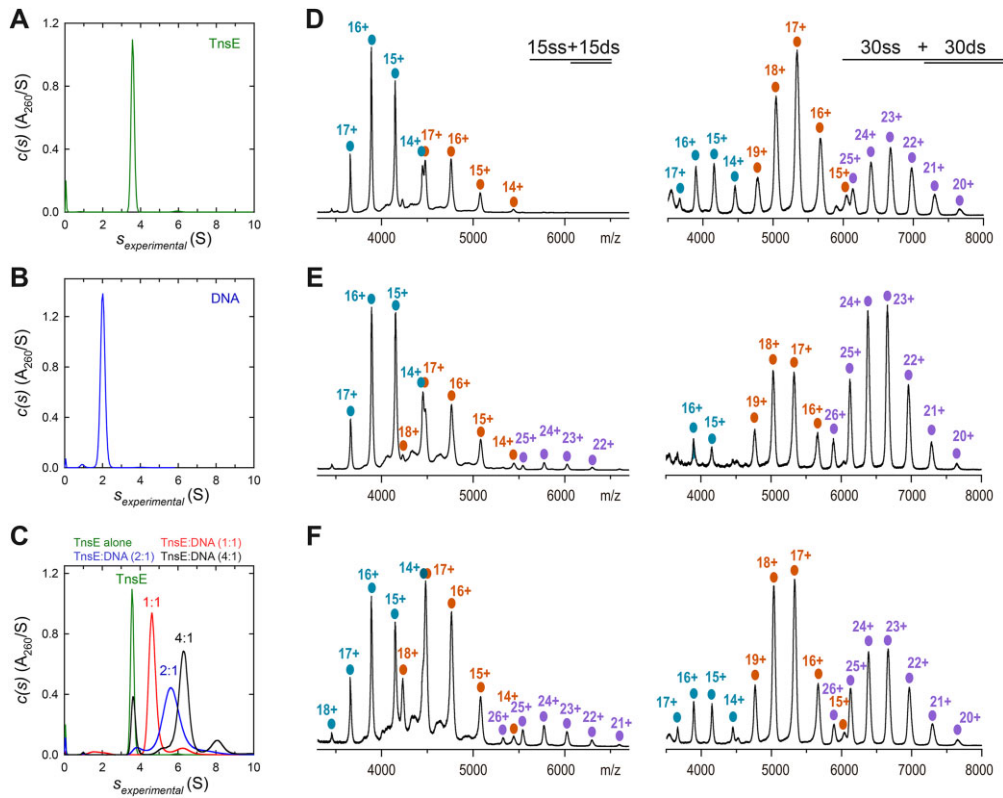 A
TnsE
c(s) (A260/S)
1.2
0.8
0.4
0.0
0 2 4 6 8 10
sexperimental (S)
B
DNA
c(s) (A260/S)
1.2
0.8
0.4
0.0
0 2 4 6 8 10
sexperimental (S)
C
TnsE alone TnsE:DNA (1:1)
TnsE:DNA (2:1) TnsE:DNA (4:1)
TnsE
1:1
4:1
2:1
c(s) (A260/S)
1.2
0.8
0.4
0.0
0 2 4 6 8 10
sexperimental (S)
D
15ss+15ds
17+ 16+ 15+ 14+ 17+ 16+ 15+ 14+
4000 5000 6000 m/z
30ss + 30ds
17+ 16+ 15+ 14+ 19+ 18+ 17+ 16+ 15+ 25+ 24+ 23+ 22+ 21+ 20+
4000 5000 6000 7000 8000
E
17+ 16+ 15+ 14+ 18+ 17+ 16+ 15+ 14+ 25+ 24+ 23+ 22+
4000 5000 6000 m/z
16+ 15+ 19+ 18+ 17+ 16+ 26+ 25+ 24+ 23+ 22+ 21+ 20+
4000 5000 6000 7000 8000
F
18+ 17+ 16+ 15+ 18+ 14+ 17+ 16+ 15+ 14+ 26+ 25+ 24+ 23+ 22+ 21+
4000 5000 6000 m/z
17+ 16+ 15+ 14+ 19+ 18+ 17+ 16+ 26+ 15+ 25+ 24+ 23+ 22+ 21+ 20+
4000 5000 6000 7000 8000